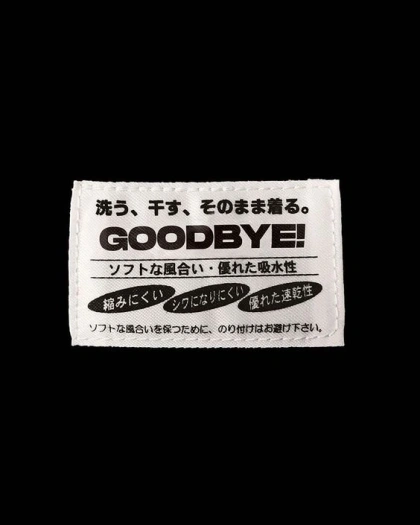 洗う、干す、そのまま着る。
GOODBYE!
ソフトな風合い・優れた吸水性
縮みにくい シワになりにくい 優れた速乾性
ソフトな風合いを保つために、のり付けはお避け下さい。